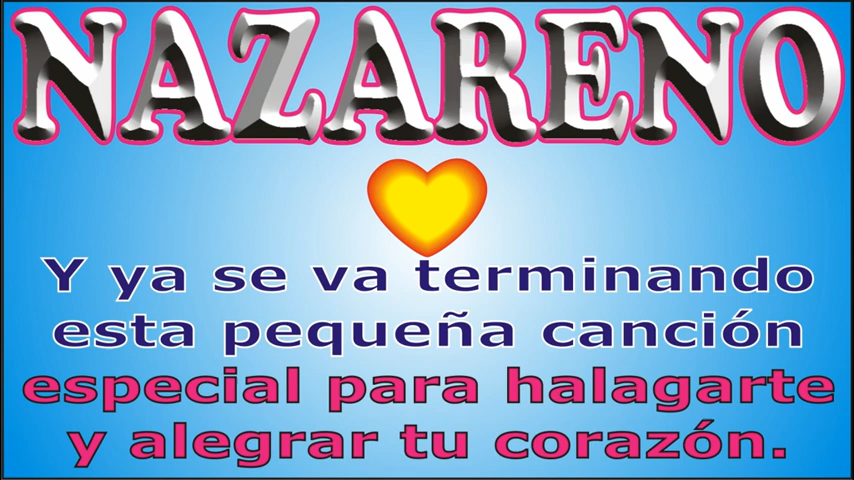 NAZARENO
Y ya se va terminando
esta pequeña canción
especial para halagarte
y alegrar tu corazón.